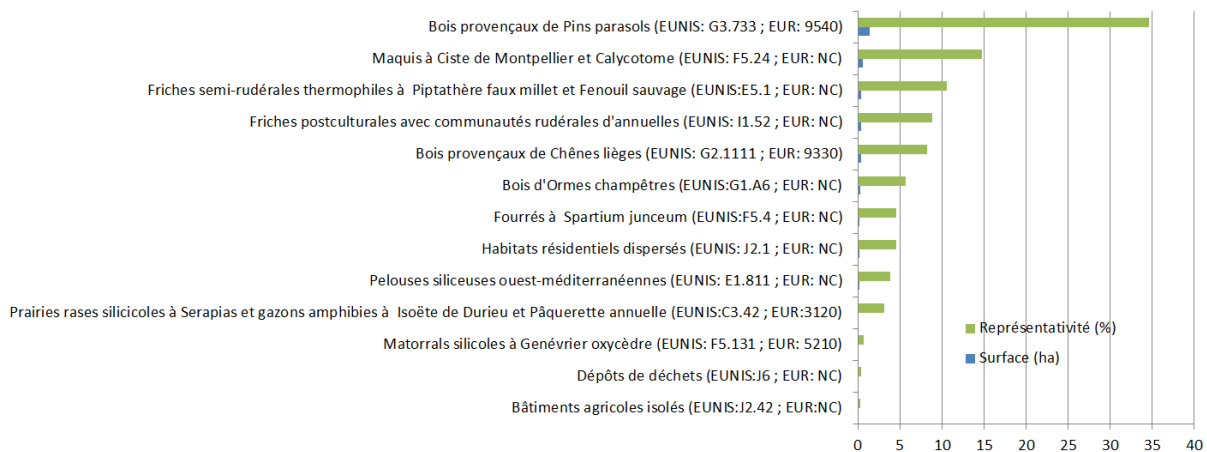 Bois provençaux de Pins parasols (EUNIS: G3.733 ; EUR: 9540)
Maquis à Ciste de Montpellier et Calycotome (EUNIS: F5.24 ; EUR: NC)
Friches semi-rudérales thermophiles à Piptathère faux millet et Fenouil sauvage (EUNIS:E5.1 ; EUR: NC)
Friches postculturales avec communautés rudérales d'annuelles (EUNIS: I1.52 ; EUR: NC)
Bois provençaux de Chênes lièges (EUNIS: G2.1111 ; EUR: 9330)
Bois d'Ormes champêtres (EUNIS:G1.A6 ; EUR: NC)
Fourrés à Spartium junceum (EUNIS:F5.4 ; EUR: NC)
Habitats résidentiels dispersés (EUNIS: J2.1 ; EUR: NC)
Pelouses siliceuses ouest-méditerranéennes (EUNIS: E1.811 ; EUR: NC)
Prairies rases silicicoles à Serapias et gazons amphibies à Isoëte de Durieu et Pâquerette annuelle (EUNIS:C3.42 ; EUR:3120)
Matorrals silicoles à Genévrier oxycèdre (EUNIS: F5.131 ; EUR: 5210)
Dépôts de déchets (EUNIS:J6 ; EUR: NC)
Bâtiments agricoles isolés (EUNIS:J2.42 ; EUR:NC)
Représentativité (%)
Surface (ha)
0 5 10 15 20 25 30 35 40